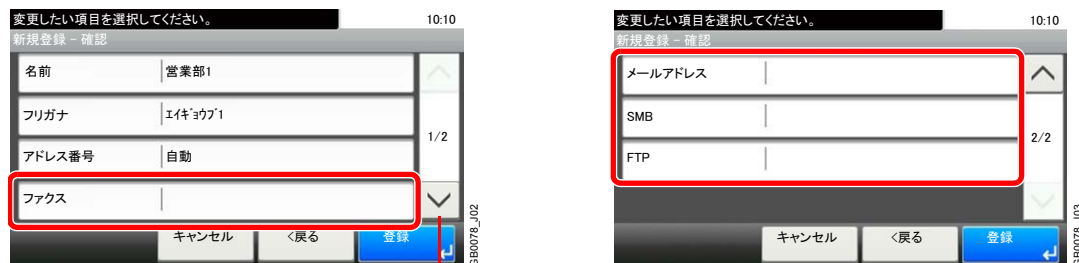 変更したい項目を選択してください。 10:10
新規登録 - 確認
名前 営業部1
フリガナ ｴｲｷﾞｮｳﾌﾞ1
アドレス番号 自動
1/2
ファクス
キャンセル <戻る 登録
GB0078_J02
変更したい項目を選択してください。 10:10
新規登録 - 確認
メールアドレス
SMB
2/2
FTP
キャンセル <戻る 登録
GB0078_J03